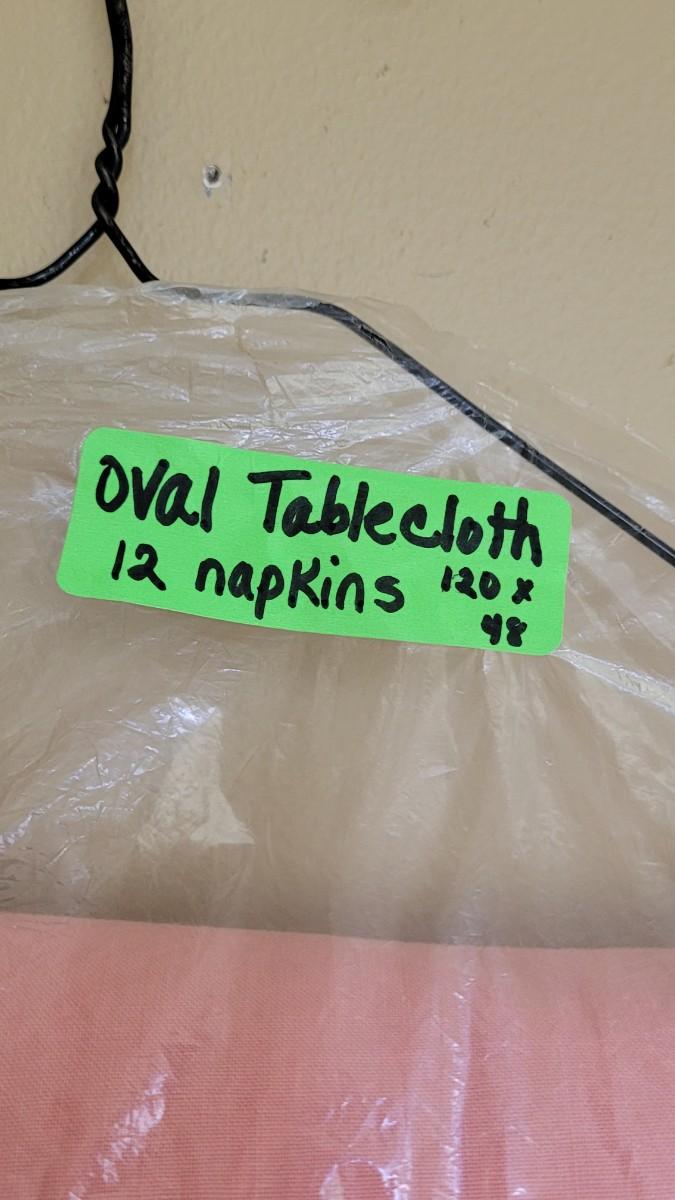 Oval Tablecloth
12 napkins 120 x
48